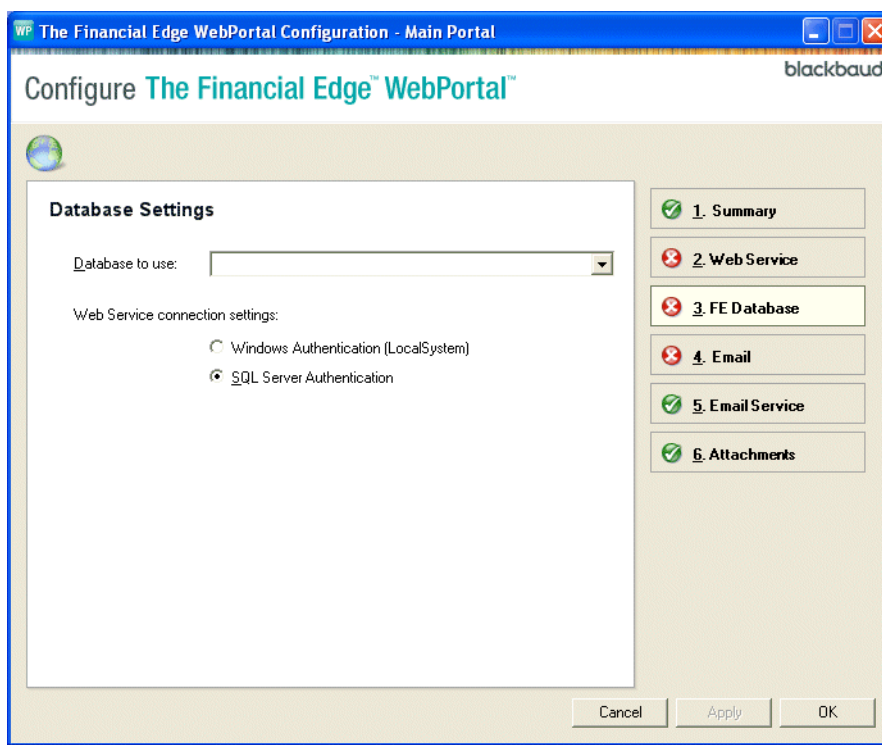 WP The Financial Edge WebPortal Configuration - Main Portal
blackbaud
Configure The Financial Edge™ WebPortal™
Database Settings
Database to use:
Web Service connection settings:
Windows Authentication (LocalSystem)
SQL Server Authentication
1. Summary
2. Web Service
3. FE Database
4. Email
5. Email Service
6. Attachments
Cancel Apply OK